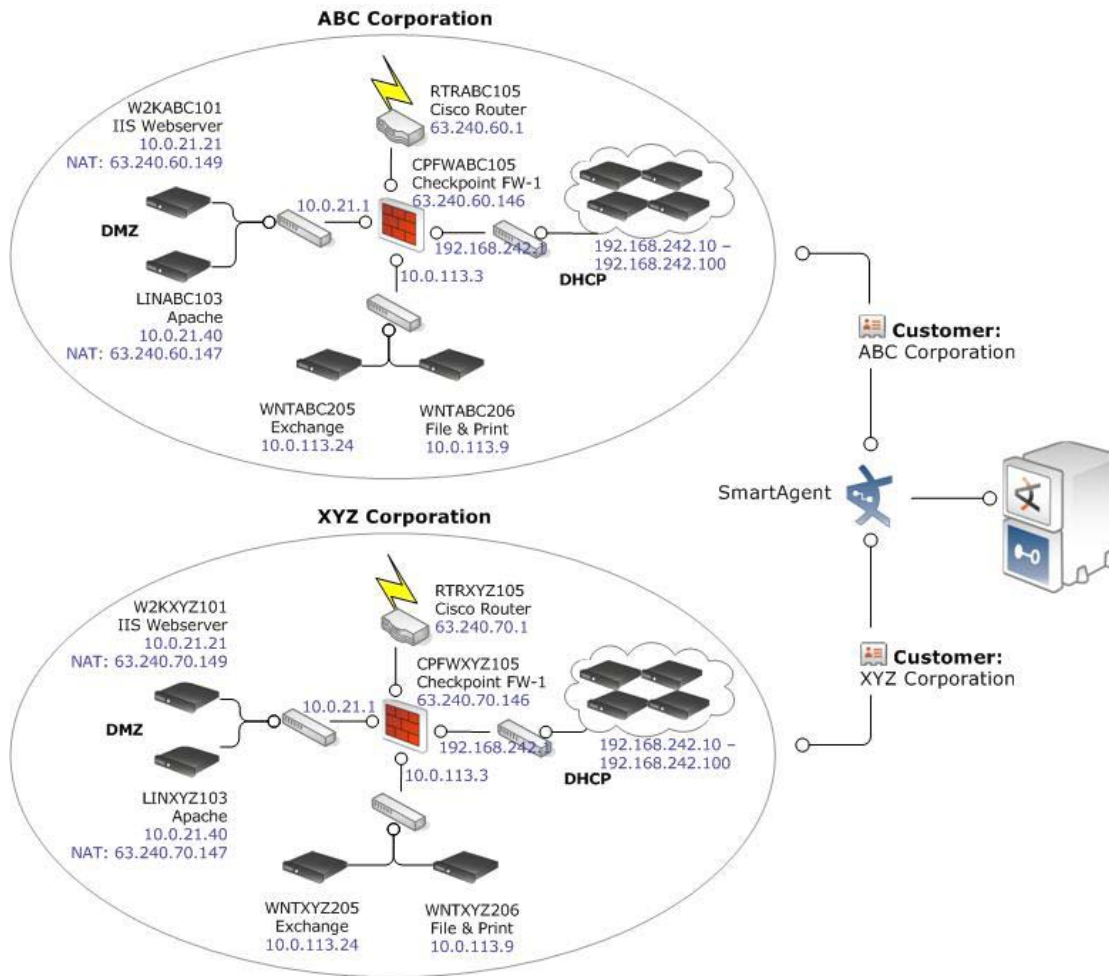 ABC Corporation
RTRABC105
Cisco Router
63.240.60.1
W2KABC101
IIS Webserver
10.0.21.21
NAT: 63.240.60.149
CPFWABC105
Checkpoint FW-1
63.240.60.146
10.0.21.1
DMZ
192.168.242.1
192.168.242.10 –
192.168.242.100
DHCP
10.0.113.3
LINABC103
Apache
10.0.21.40
NAT: 63.240.60.147
WNTABC205
Exchange
10.0.113.24
WNTABC206
File & Print
10.0.113.9
Customer:
ABC Corporation
SmartAgent
XYZ Corporation
RTRXYZ105
Cisco Router
63.240.70.1
W2KXYZ101
IIS Webserver
10.0.21.21
NAT: 63.240.70.149
CPFWXYZ105
Checkpoint FW-1
63.240.70.146
10.0.21.1
DMZ
192.168.242.1
192.168.242.10 –
192.168.242.100
DHCP
10.0.113.3
LINXYZ103
Apache
10.0.21.40
NAT: 63.240.70.147
WNTXYZ205
Exchange
10.0.113.24
WNTXYZ206
File & Print
10.0.113.9
Customer:
XYZ Corporation